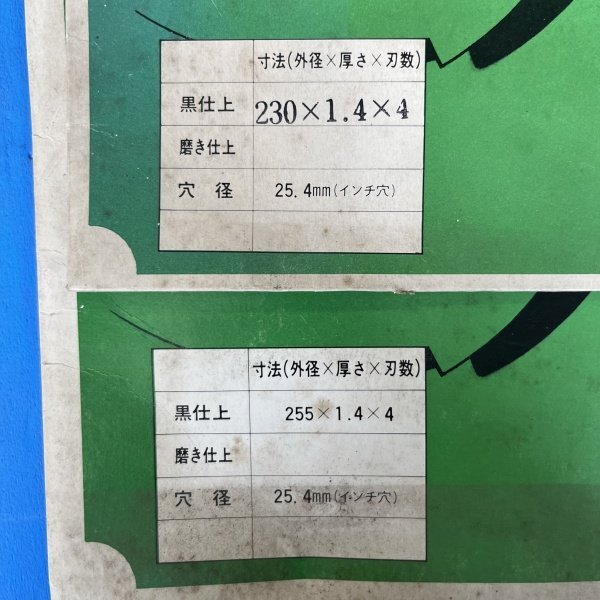 寸法(外径×厚さ×刃数)
黒仕上 230×1.4×4
磨き仕上
穴径 25.4mm(インチ穴)
寸法(外径×厚さ×刃数)
黒仕上 255×1.4×4
磨き仕上
穴径 25.4mm(インチ穴)